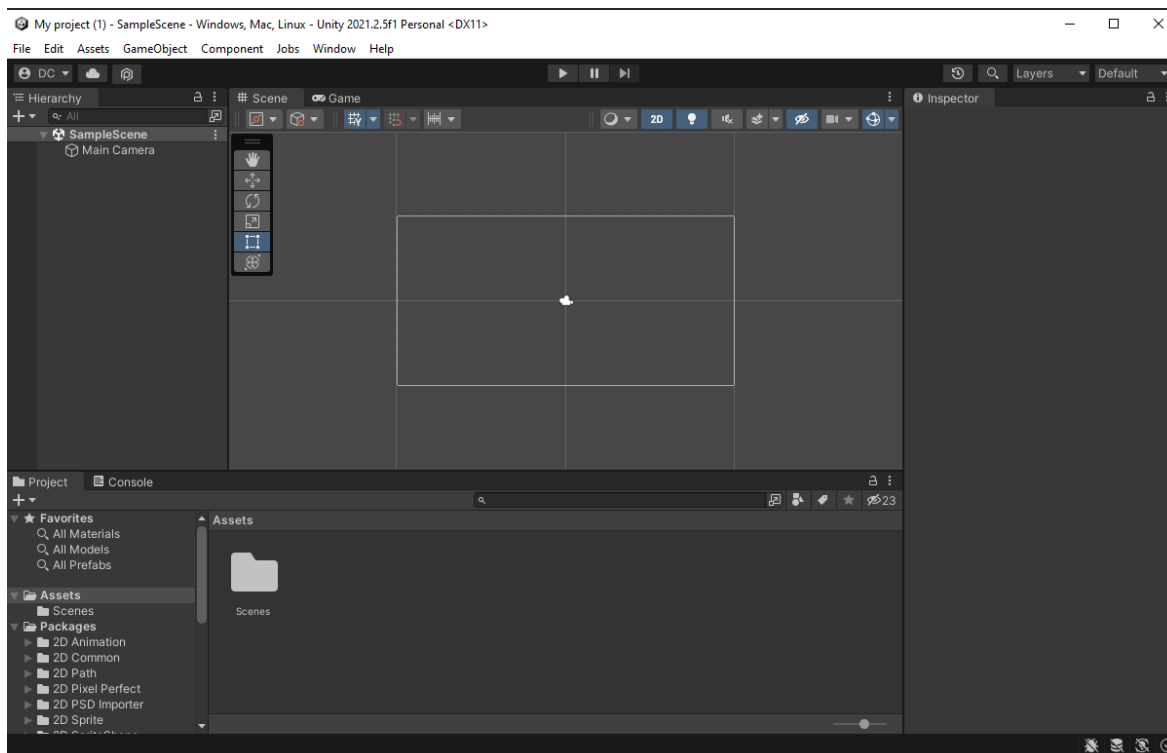 My project (1) - SampleScene - Windows, Mac, Linux - Unity 2021.2.5f1 Personal <DX11>
File Edit Assets GameObject Component Jobs Window Help
DC
Layers Default
Hierarchy
All
SampleScene
Main Camera
Scene Game
2D
Inspector
Project Console
23
Favorites
All Materials
All Models
All Prefabs
Assets
Scenes
Packages
2D Animation
2D Common
2D Path
2D Pixel Perfect
2D PSD Importer
2D Sprite
2D SpriteShape
Assets
Scenes